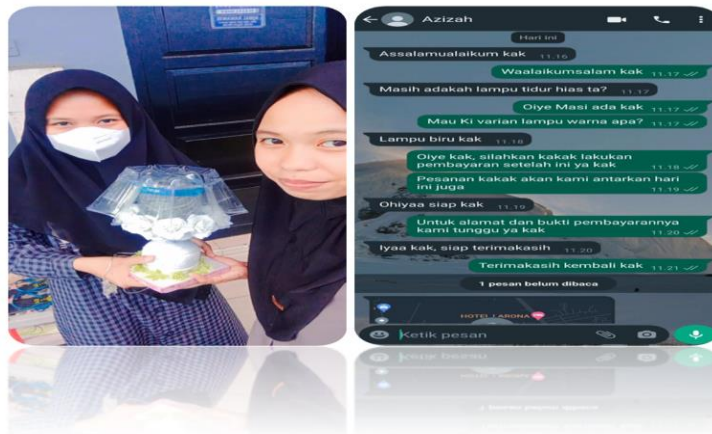 Azizah
Hari ini
Assalamualaikum kak 11.16
Waalaikumsalam kak 11.17
Masih adakah lampu tidur hias ta? 11.17
Oiye Masi ada kak 11.17
Mau Ki varian lampu warna apa? 11.17
Lampu biru kak 11.18
Oiye kak, silahkan kakak lakukan
pembayaran setelah ini ya kak 11.18
Pesanan kakak akan kami antarkan hari
ini juga 11.19
Ohiyaa siap kak 11.19
Untuk alamat dan bukti pembayarannya
kami tunggu ya kak 11.20
Iyaa kak, siap terimakasih 11.20
Terimakasih kembali kak 11.21
1 pesan belum dibaca
HOTEL LARONA
Ketik pesan